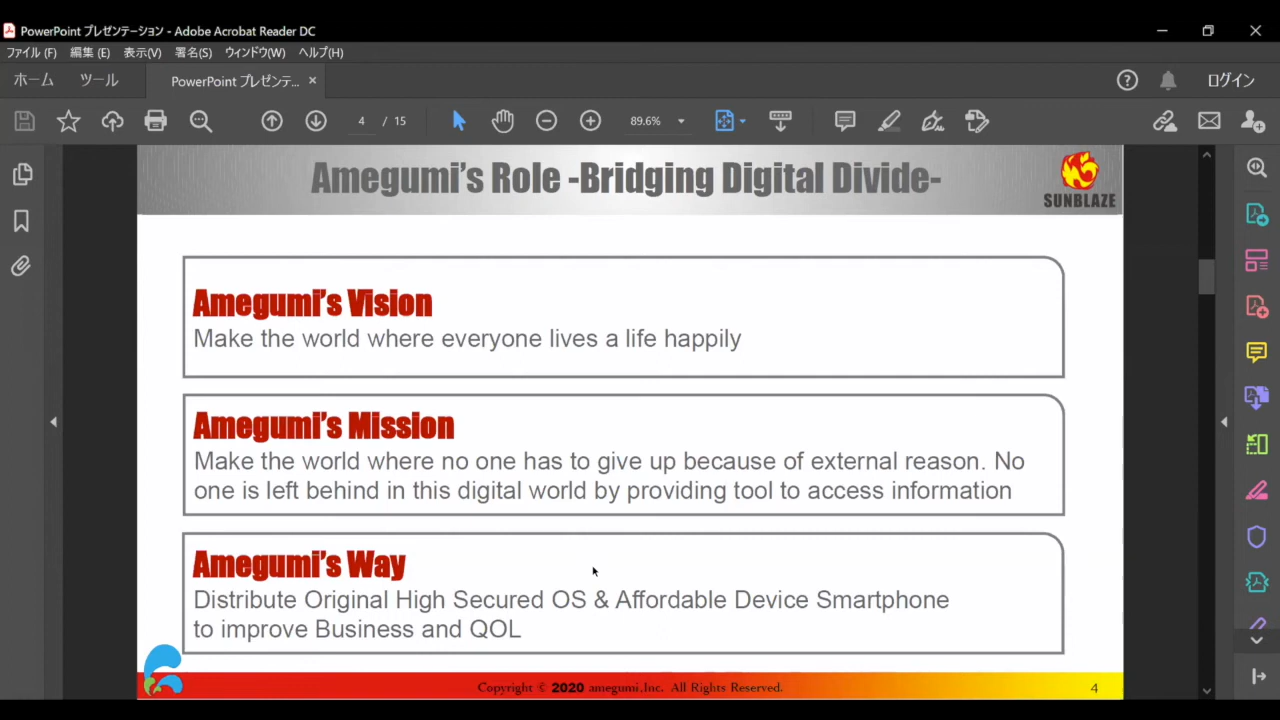 PowerPoint プレゼンテーション - Adobe Acrobat Reader DC
ファイル (F) 編集 (E) 表示(V) 署名(S) ウィンドウ(W) ヘルプ(H)
ホーム ツール PowerPoint プレゼンテ... × ログイン
4 / 15 89.6%
Amegumi's Role -Bridging Digital Divide-
SUNBLAZE
Amegumi's Vision
Make the world where everyone lives a life happily
Amegumi's Mission
Make the world where no one has to give up because of external reason. No
one is left behind in this digital world by providing tool to access information
Amegumi's Way
Distribute Original High Secured OS & Affordable Device Smartphone
to improve Business and QOL
Copyright © 2020 amegumi,Inc. All Rights Reserved.
4